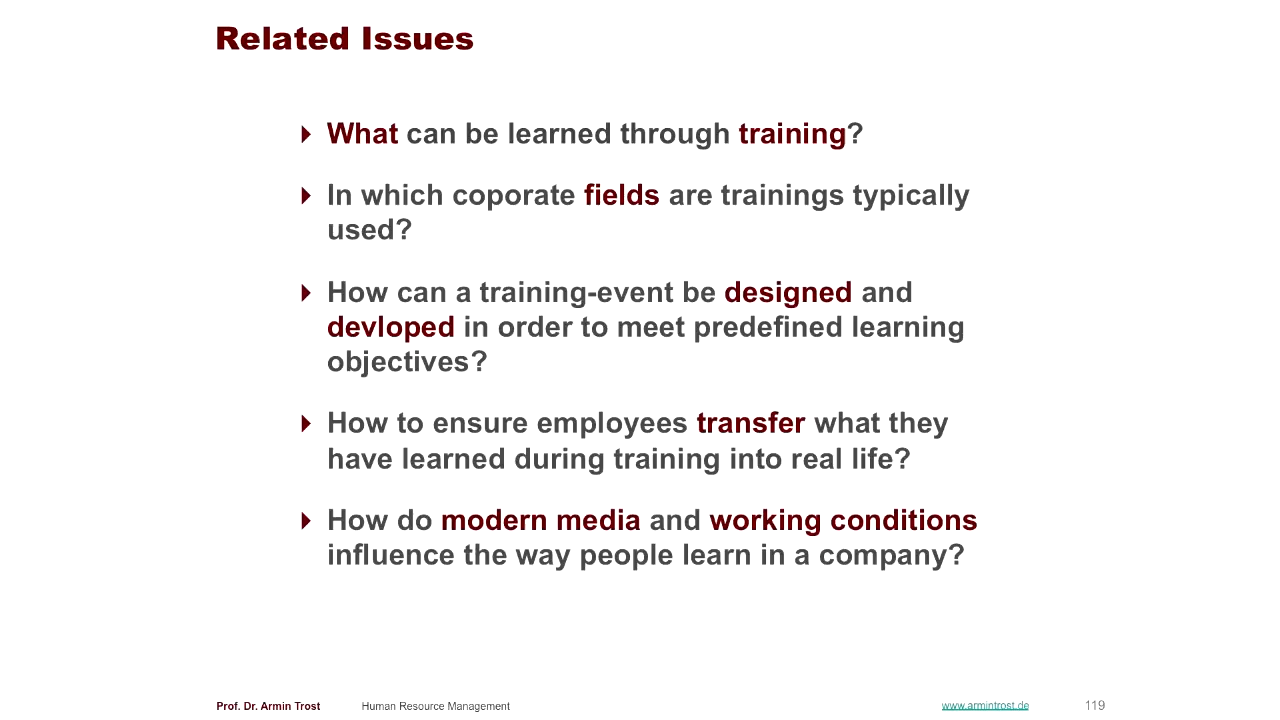 Related Issues
What can be learned through training?
In which coporate fields are trainings typically
used?
How can a training-event be designed and
devloped in order to meet predefined learning
objectives?
How to ensure employees transfer what they
have learned during training into real life?
How do modern media and working conditions
influence the way people learn in a company?
Prof. Dr. Armin Trost Human Resource Management www.armintrost.de 119